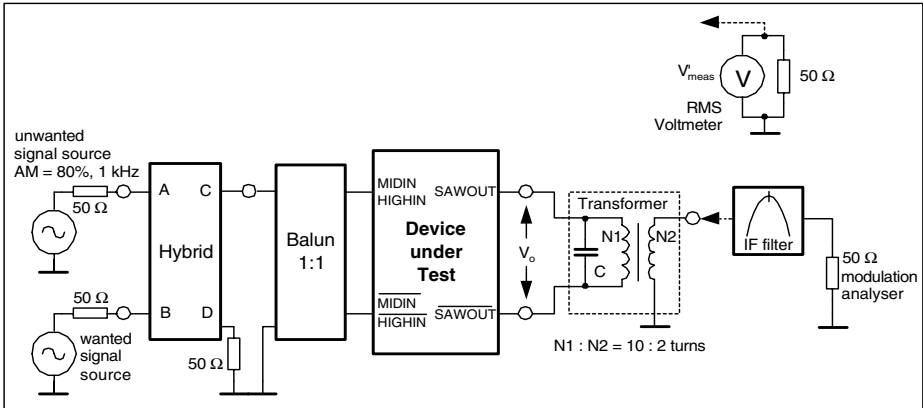 unwanted
signal source
AM = 80%, 1 kHz
50 Ω
A
C
B
D
Hybrid
50 Ω
wanted
signal
source
50 Ω
Balun
1:1
MIDIN
HIGHIN
SAWOUT
Device
under
Test
MIDIN
HIGHIN
SAWOUT
Vo
Transformer
N1
N2
C
N1 : N2 = 10 : 2 turns
V'meas
V
50 Ω
RMS
Voltmeter
IF filter
50 Ω
modulation
analyser